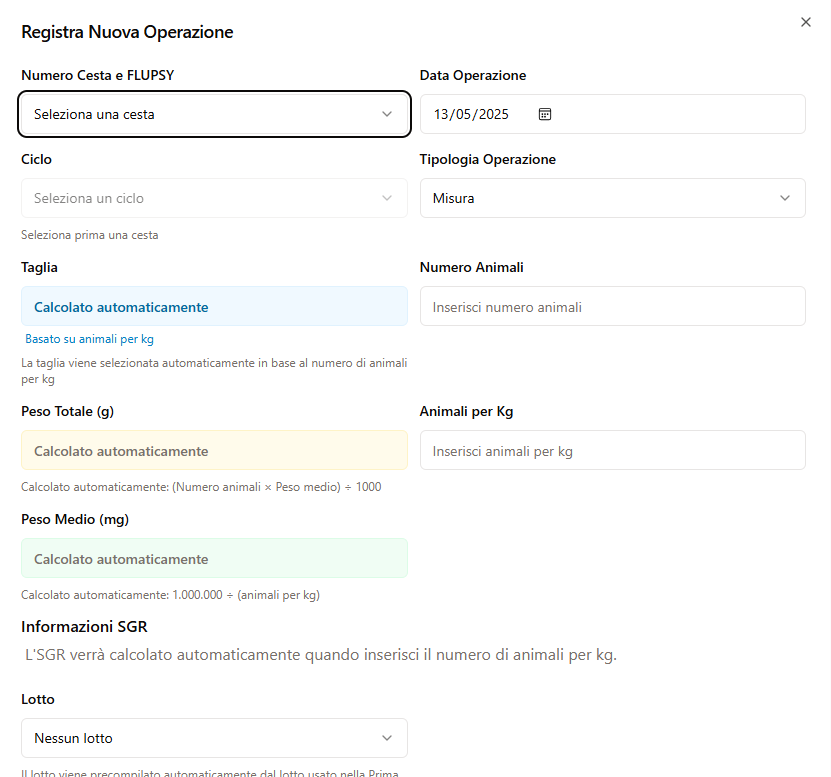 Registra Nuova Operazione
Numero Cesta e FLUPSY
Data Operazione
Seleziona una cesta
13/05/2025
Ciclo
Tipologia Operazione
Seleziona un ciclo
Misura
Seleziona prima una cesta
Taglia
Numero Animali
Calcolato automaticamente
Inserisci numero animali
Basato su animali per kg
La taglia viene selezionata automaticamente in base al numero di animali
per kg
Peso Totale (g)
Animali per Kg
Calcolato automaticamente
Inserisci animali per kg
Calcolato automaticamente: (Numero animali × Peso medio) ÷ 1000
Peso Medio (mg)
Calcolato automaticamente
Calcolato automaticamente: 1.000.000 ÷ (animali per kg)
Informazioni SGR
L'SGR verrà calcolato automaticamente quando inserisci il numero di animali per kg.
Lotto
Nessun lotto
Il lotto viene precompilato automaticamente dal lotto usato nella Prima